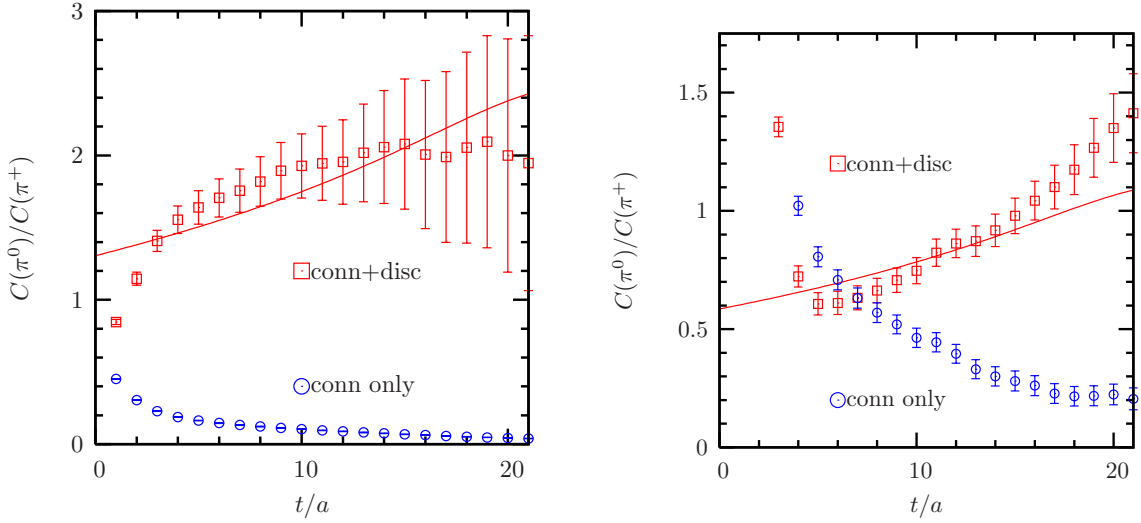 3
2
1
0
0
10
20
C(π⁰)/C(π⁺)
t/a
conn+disc
conn only
1.5
1
0.5
0
0
10
20
C(π⁰)/C(π⁺)
t/a
conn+disc
conn only